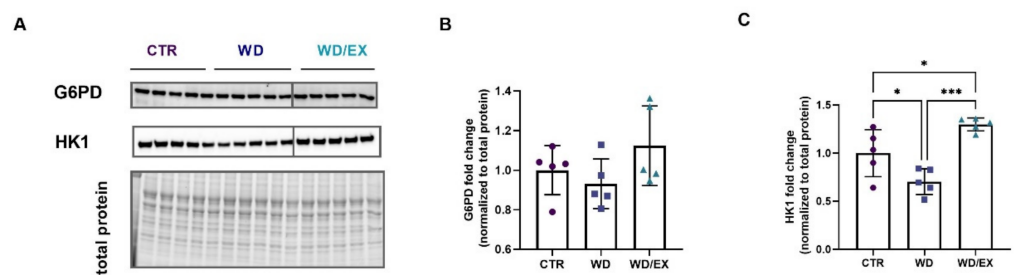 A
CTR WD WD/EX
G6PD
HK1
total protein
B
G6PD fold change
(normalized to total protein)
1.4
1.2
1.0
0.8
0.6
CTR WD WD/EX
C
HK1 fold change
(normalized to total protein)
*
* ***
1.5
1.0
0.5
0.0
CTR WD WD/EX